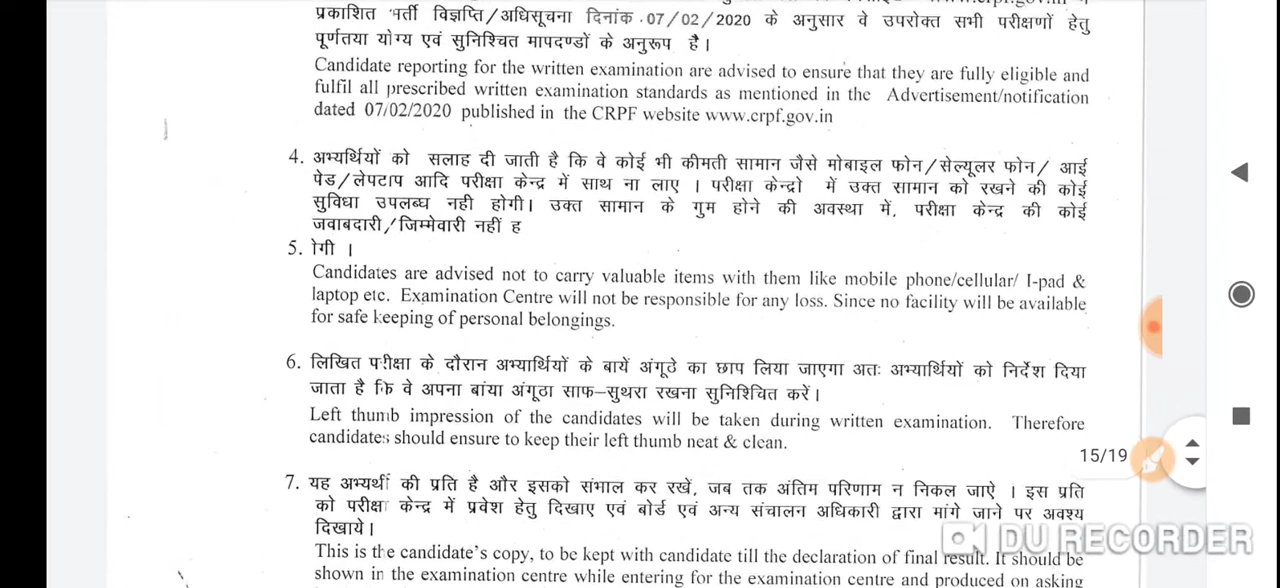 प्रकाशित भर्ती विज्ञप्ति/अधिसूचना दिनांक 07/02/2020 के अनुसार वे उपरोक्त सभी परीक्षणों हेतु
पूर्णतया योग्य एवं सुनिश्चित मापदण्डों के अनुरूप है।
Candidate reporting for the written examination are advised to ensure that they are fully eligible and
fulfil all prescribed written examination standards as mentioned in the Advertisement/notification
dated 07/02/2020 published in the CRPF website www.crpf.gov.in
4. अभ्यर्थियों को सलाह दी जाती है कि वे कोई भी कीमती सामान जैसे मोबाइल फोन/सेल्यूलर फोन/ आई
पेड/लेपटाप आदि परीक्षा केन्द्र में साथ ना लाए । परीक्षा केन्द्रो में उक्त सामान को रखने की कोई
सुविधा उपलब्ध नही होगी। उक्त सामान के गुम होने की अवस्था में, परीक्षा केन्द्र की कोई
जवाबदारी/जिम्मेवारी नहीं ह
5. ोगी ।
Candidates are advised not to carry valuable items with them like mobile phone/cellular/ I-pad &
laptop etc. Examination Centre will not be responsible for any loss. Since no facility will be available
for safe keeping of personal belongings.
6. लिखित परीक्षा के दौरान अभ्यार्थियों के बायें अंगूठे का छाप लिया जाएगा अतः अभ्यार्थियों को निर्देश दिया
जाता है कि वे अपना बांया अंगूठा साफ-सुथरा रखना सुनिश्चित करें।
Left thumb impression of the candidates will be taken during written examination. Therefore
candidates should ensure to keep their left thumb neat & clean.
15/19
7. यह अभ्यर्थी की प्रति है और इसको संभाल कर रखें, जब तक अंतिम परिणाम न निकल जाऐ । इस प्रति
को परीक्षा केन्द्र में प्रवेश हेतु दिखाए एवं बोर्ड एवं अन्य संचालन अधिकारी द्वारा मांगे जाने पर अवश्य
दिखाये।
DU RECORDER
This is the candidate's copy, to be kept with candidate till the declaration of final result. It should be
shown in the examination centre while entering for the examination centre and produced on asking